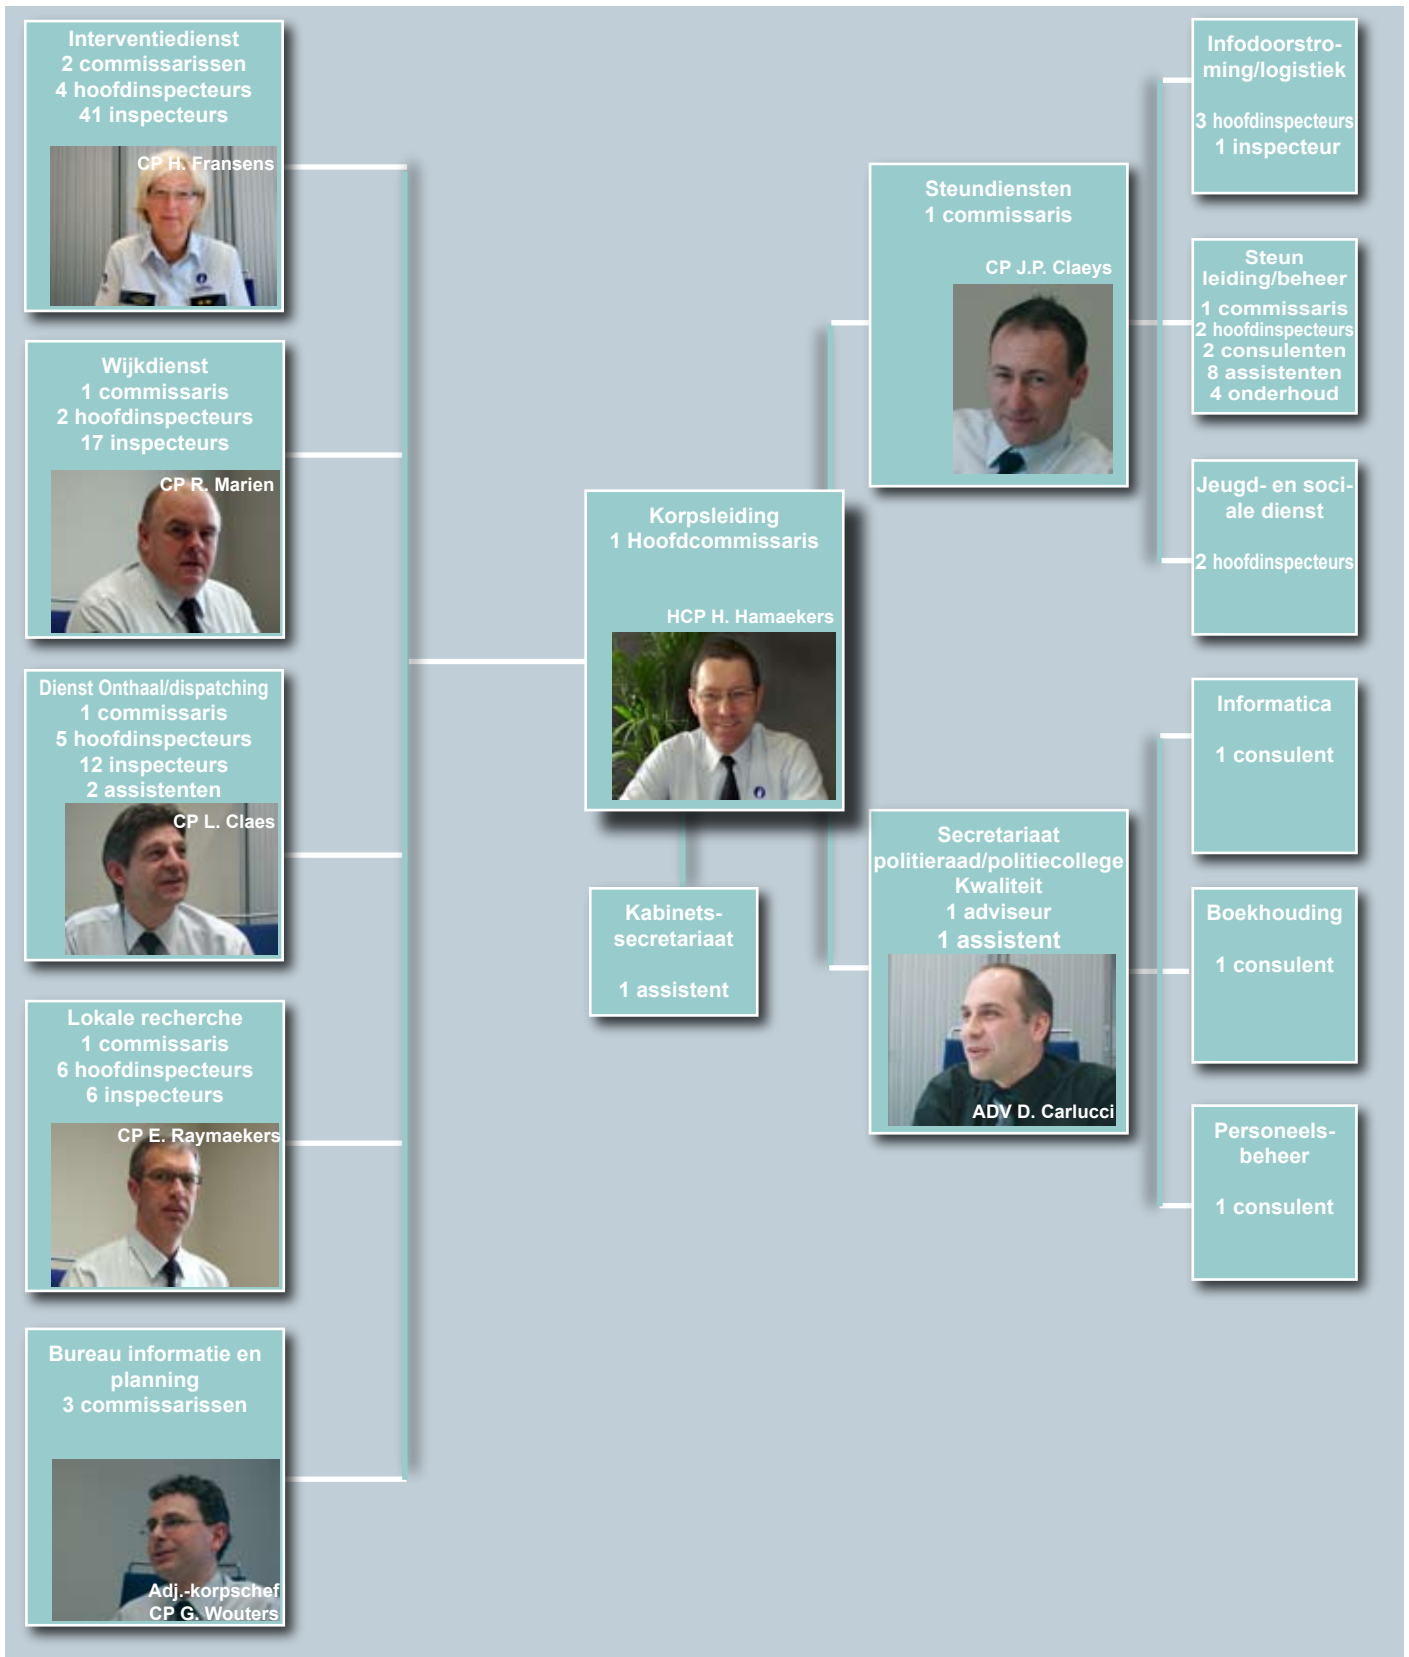 Interventiedienst
2 commissarissen
4 hoofdinspecteurs
41 inspecteurs
CP H. Fransens
Wijkdienst
1 commissaris
2 hoofdinspecteurs
17 inspecteurs
CP R. Marien
Dienst Onthaal/dispatching
1 commissaris
5 hoofdinspecteurs
12 inspecteurs
2 assistenten
CP L. Claes
Lokale recherche
1 commissaris
6 hoofdinspecteurs
6 inspecteurs
CP E. Raymaekers
Bureau informatie en
planning
3 commissarissen
Adj.-korpschef
CP G. Wouters
Korpsleiding
1 Hoofdcommissaris
HCP H. Hamaekers
Kabinets-
secretariaat
1 assistent
Steundiensten
1 commissaris
CP J.P. Claeys
Secretariaat
politieraad/politiecollege
Kwaliteit
1 adviseur
1 assistent
ADV D. Carlucci
Infodoorstro-
ming/logistiek
3 hoofdinspecteurs
1 inspecteur
Steun
leiding/beheer
1 commissaris
2 hoofdinspecteurs
2 consulenten
8 assistenten
4 onderhoud
Jeugd- en soci-
ale dienst
2 hoofdinspecteurs
Informatica
1 consulent
Boekhouding
1 consulent
Personeels-
beheer
1 consulent